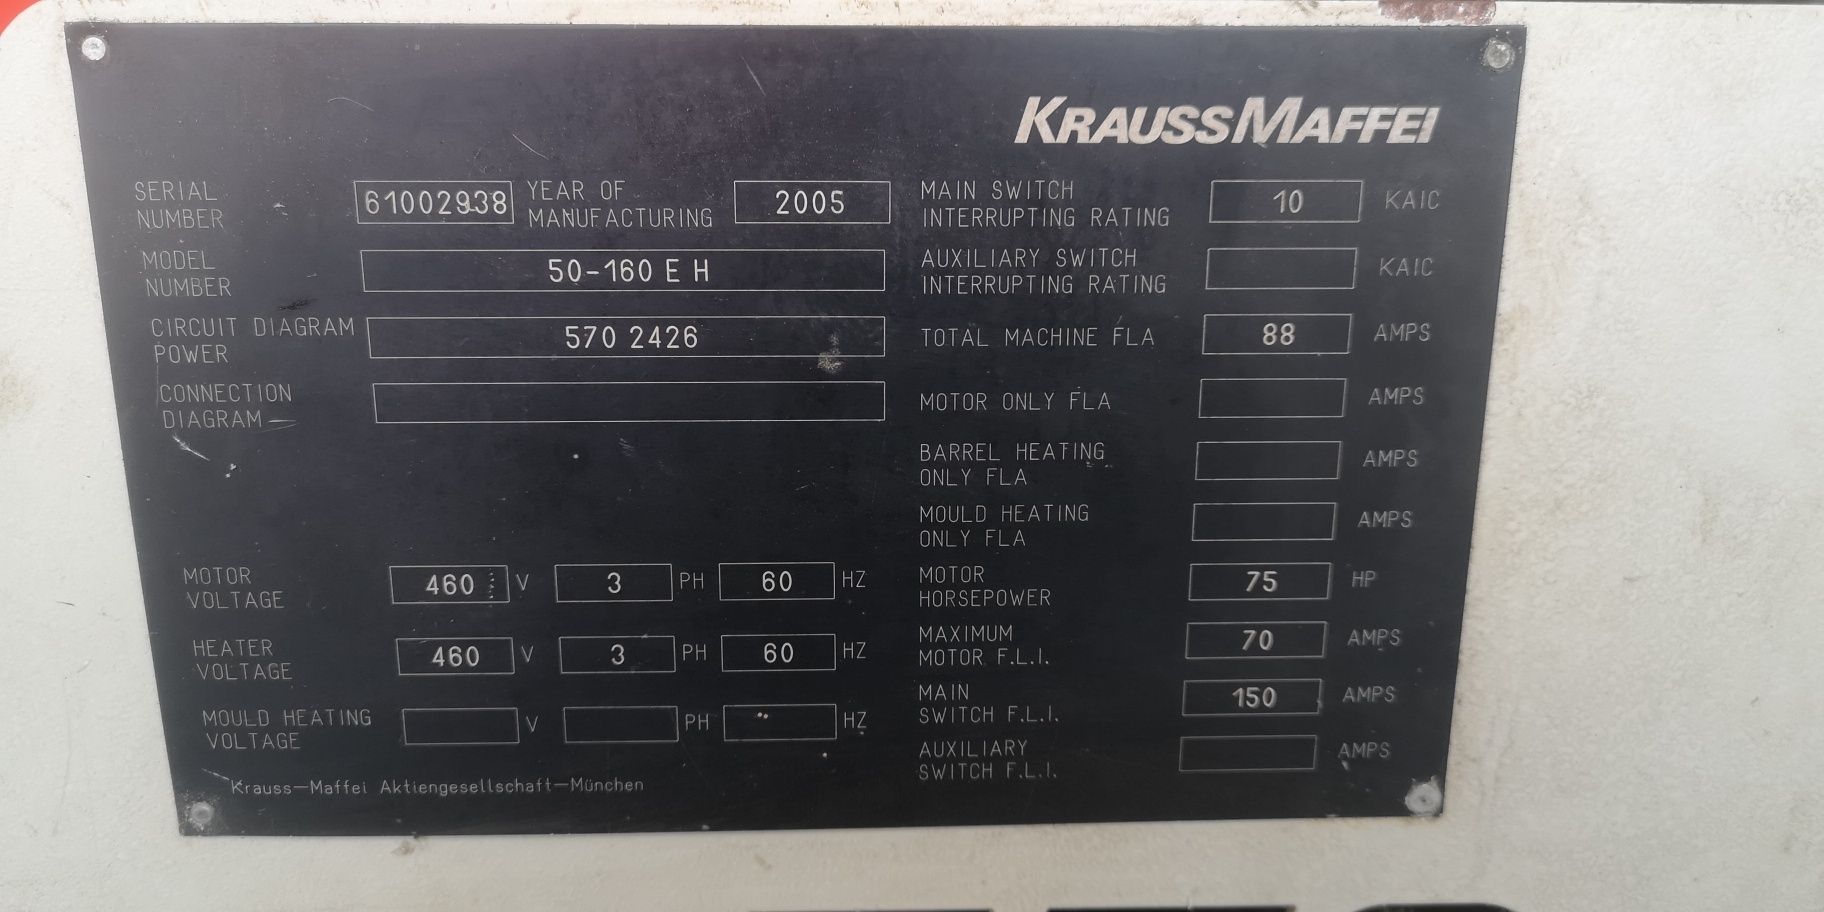 KRAUSSMAFFEI
SERIAL NUMBER 61002938 YEAR OF MANUFACTURING 2005
MODEL NUMBER 50-160 E H
CIRCUIT DIAGRAM POWER 570 2426
CONNECTION DIAGRAM
MOTOR VOLTAGE 460 V 3 PH 60 HZ
HEATER VOLTAGE 460 V 3 PH 60 HZ
MOULD HEATING VOLTAGE V PH HZ
Krauss-Maffei Aktiengesellschaft-München
MAIN SWITCH INTERRUPTING RATING 10 KAIC
AUXILIARY SWITCH INTERRUPTING RATING KAIC
TOTAL MACHINE FLA 88 AMPS
MOTOR ONLY FLA AMPS
BARREL HEATING ONLY FLA AMPS
MOULD HEATING ONLY FLA AMPS
MOTOR HORSEPOWER 75 HP
MAXIMUM MOTOR F.L.I. 70 AMPS
MAIN SWITCH F.L.I. 150 AMPS
AUXILIARY SWITCH F.L.I. AMPS